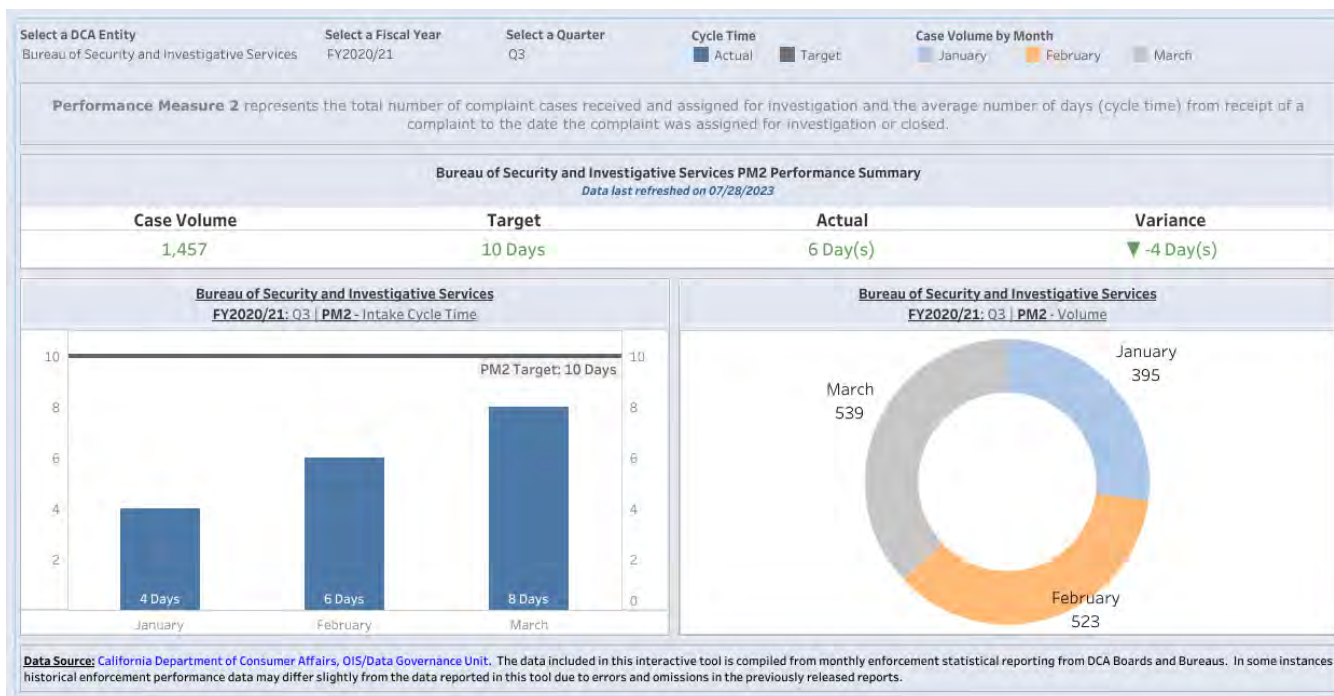 Select a DCA Entity Select a Fiscal Year Select a Quarter Cycle Time Case Volume by Month
Bureau of Security and Investigative Services FY2020/21 Q3 Actual Target January February March
Performance Measure 2 represents the total number of complaint cases received and assigned for investigation and the average number of days (cycle time) from receipt of a
complaint to the date the complaint was assigned for investigation or closed.
Bureau of Security and Investigative Services PM2 Performance Summary
Data last refreshed on 07/28/2023
Case Volume Target Actual Variance
1,457 10 Days 6 Day(s) ▼ -4 Day(s)
Bureau of Security and Investigative Services
FY2020/21: Q3 | PM2 - Intake Cycle Time
10 10
PM2 Target: 10 Days
8 8
6 6
4 4
2 2
0
4 Days 6 Days 8 Days
January February March
Bureau of Security and Investigative Services
FY2020/21: Q3 | PM2 - Volume
January
395
March
539
February
523
Data Source: California Department of Consumer Affairs, OIS/Data Governance Unit. The data included in this interactive tool is compiled from monthly enforcement statistical reporting from DCA Boards and Bureaus. In some instances
historical enforcement performance data may differ slightly from the data reported in this tool due to errors and omissions in the previously released reports.